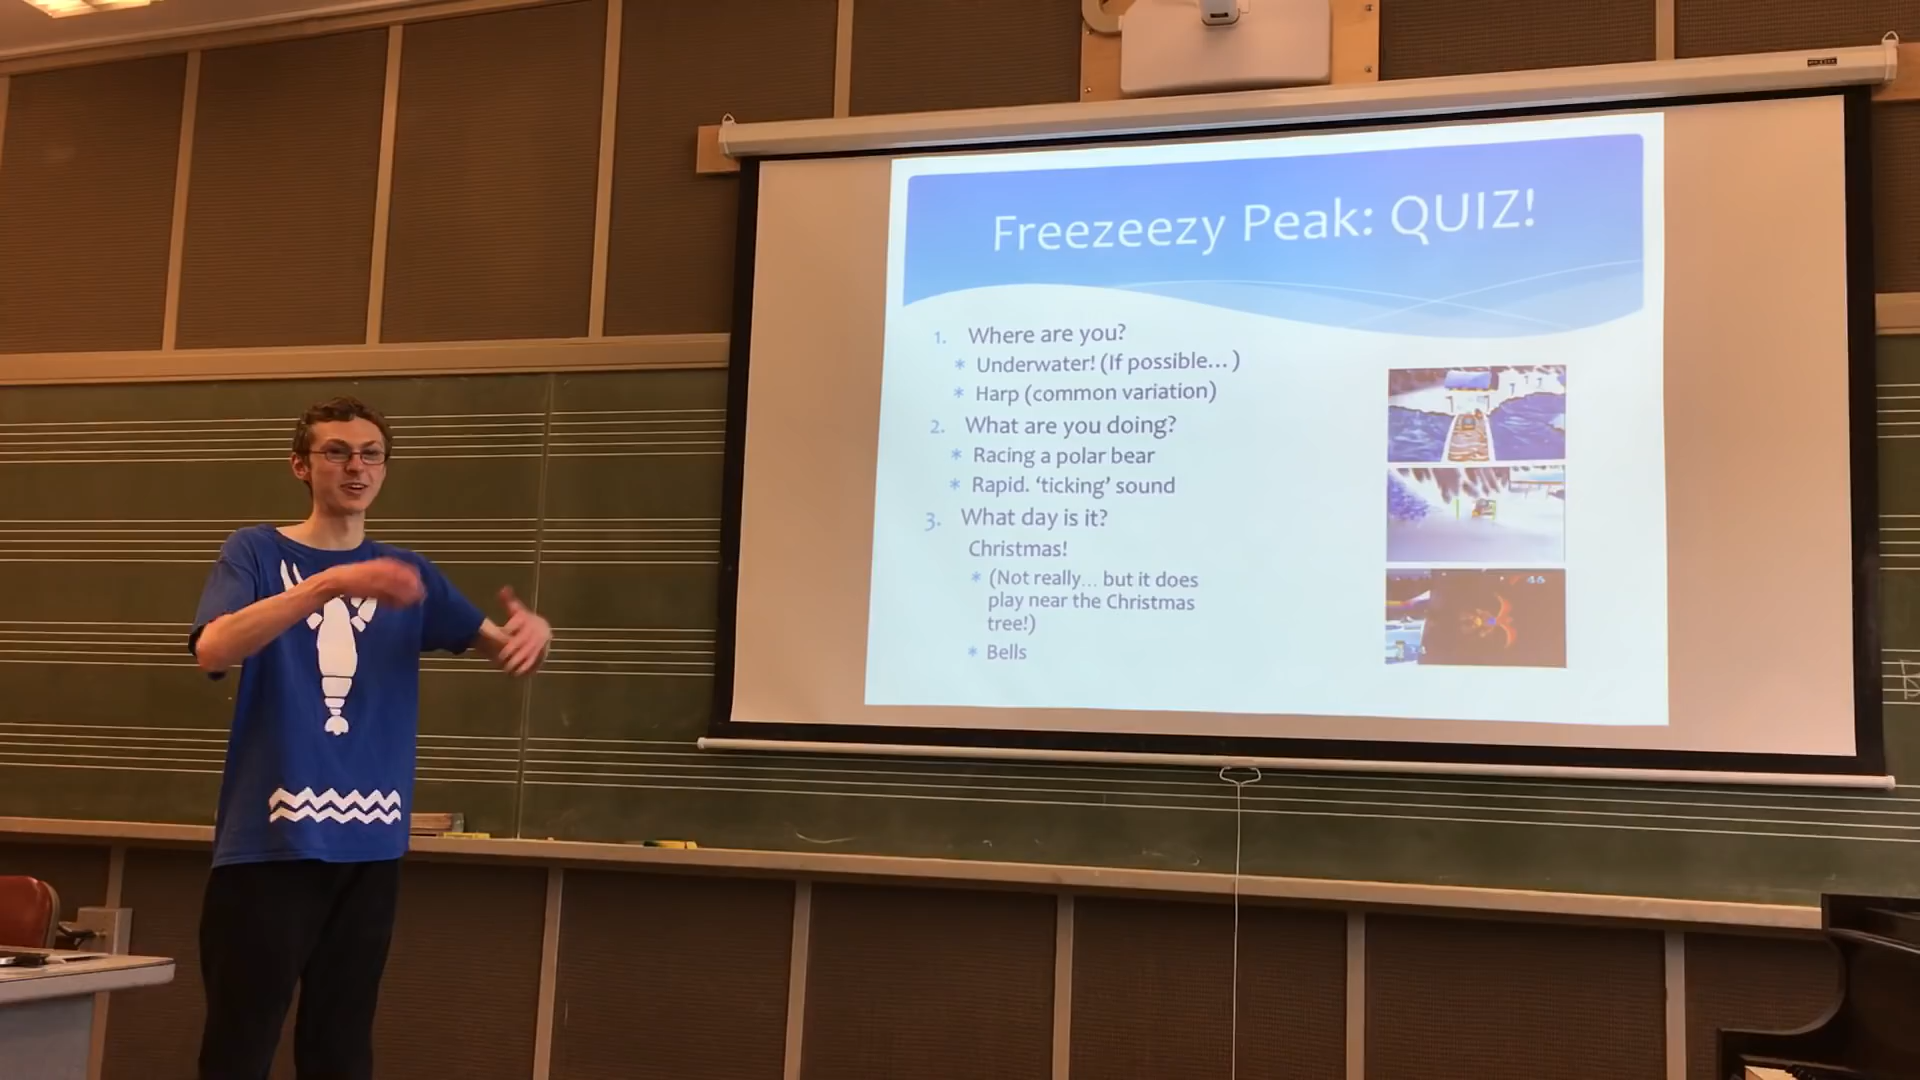 Freezeezy Peak: QUIZ!
1. Where are you?
* Underwater! (If possible... )
* Harp (common variation)
2. What are you doing?
* Racing a polar bear
* Rapid. ‘ticking’ sound
3. What day is it?
Christmas!
* (Not really... but it does
play near the Christmas
tree!)
* Bells
46